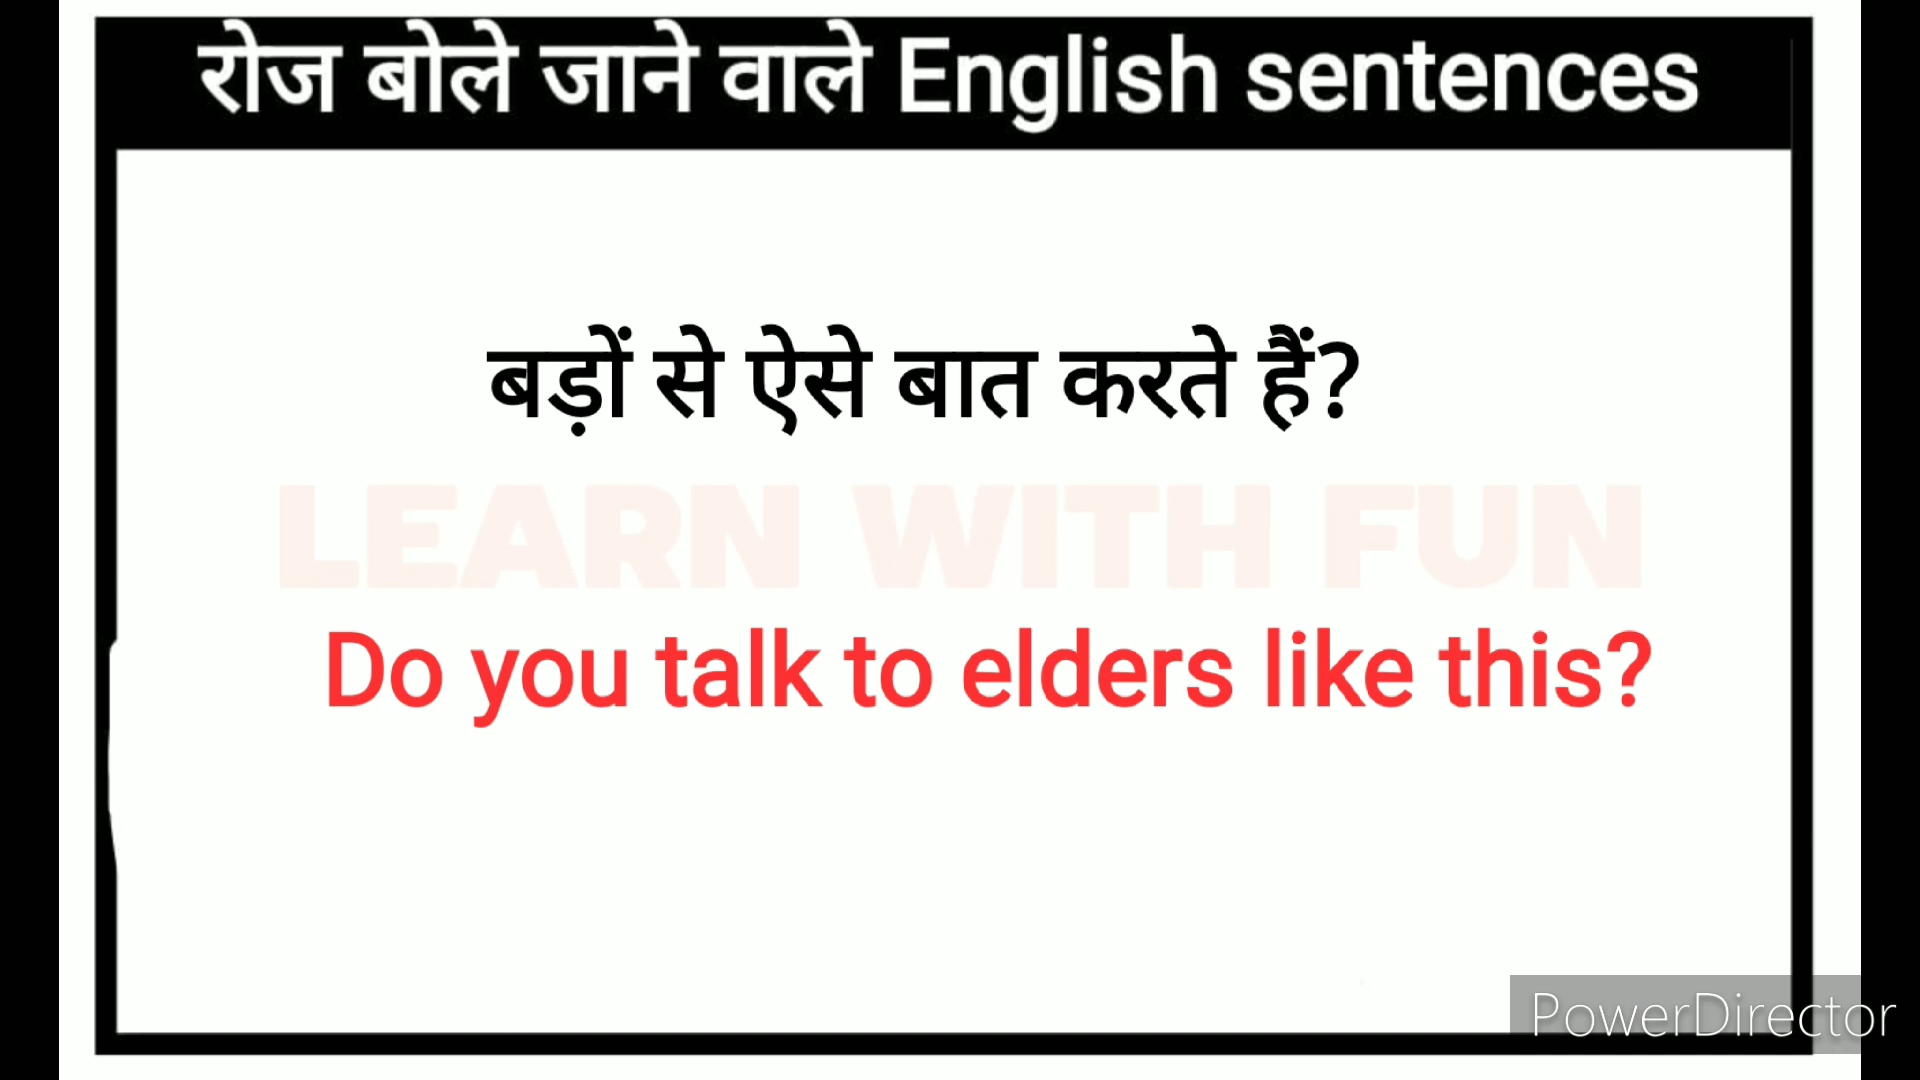 रोज बोले जाने वाले English sentences
बड़ों से ऐसे बात करते हैं?
LEARN WITH FUN
Do you talk to elders like this?
PowerDirector